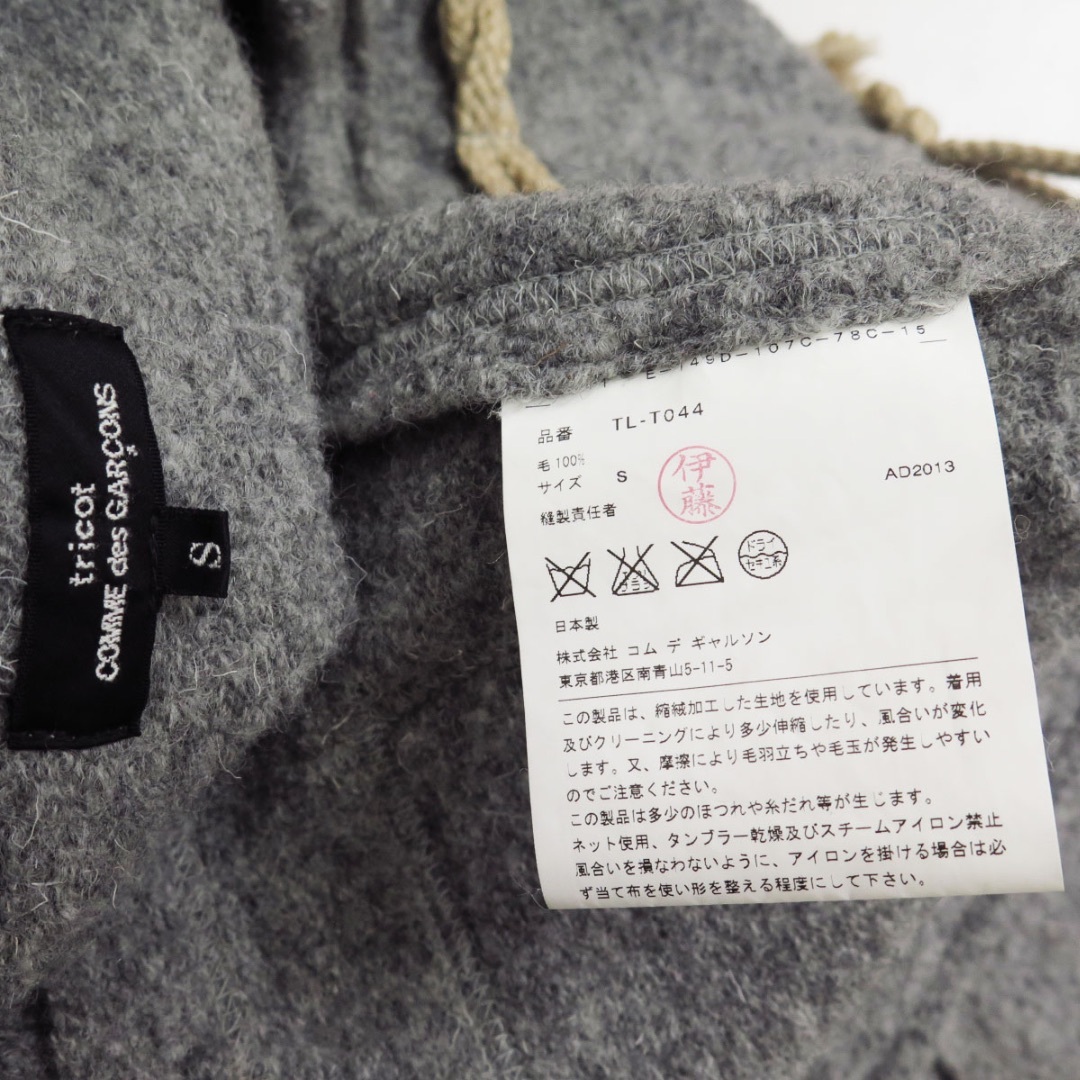 tricot
COMME des GARÇONS
S
E-149D-107C-78C-15
品番 TL-T044
毛 100%
サイズ S AD2013
縫製責任者 伊藤
ドライ
セキユ系
日本製
株式会社 コム デ ギャルソン
東京都港区南青山5-11-5
この製品は、縮絨加工した生地を使用しています。着用
及びクリーニングにより多少伸縮したり、風合いが変化
します。又、摩擦により毛羽立ちや毛玉が発生しやすい
のでご注意ください。
この製品は多少のほつれや糸だれ等が生じます。
ネット使用、タンブラー乾燥及びスチームアイロン禁止
風合いを損なわないように、アイロンを掛ける場合は必
ず当て布を使い形を整える程度にして下さい。